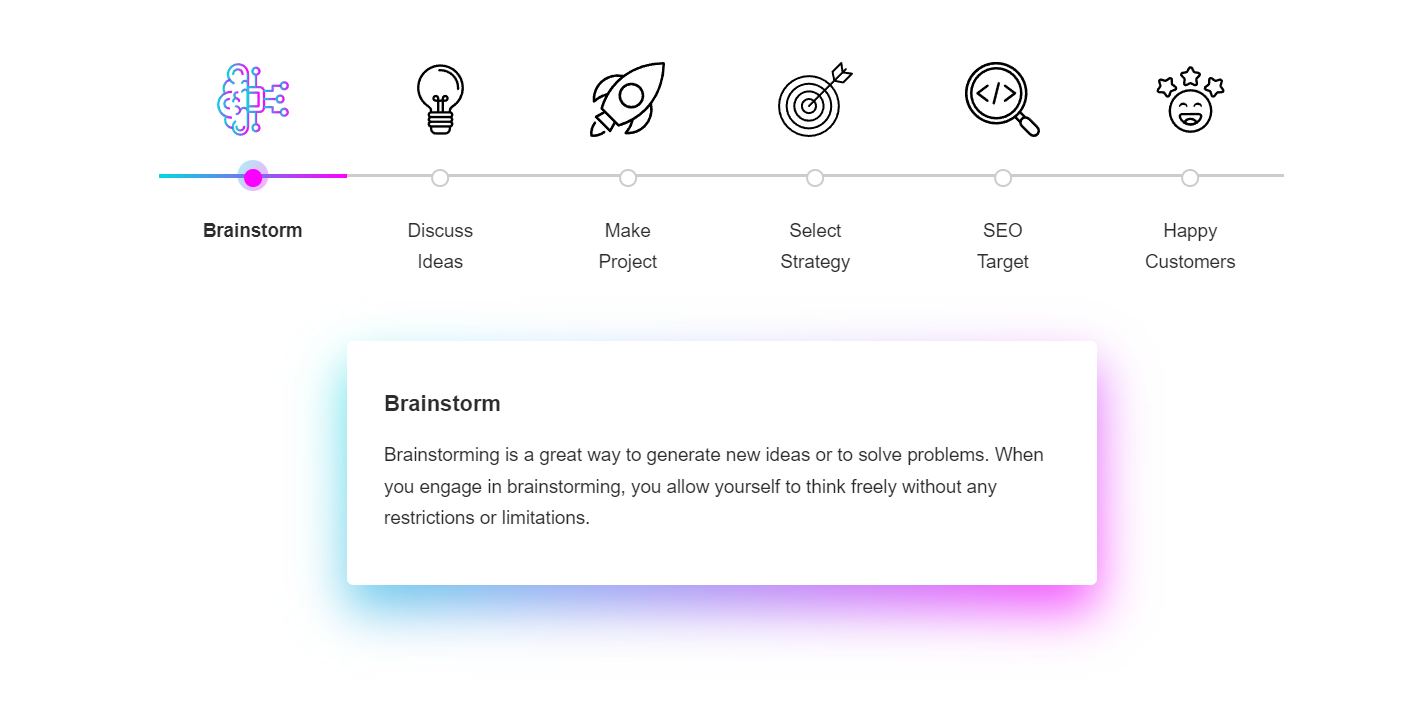 Brainstorm
Discuss
Ideas
Make
Project
Select
Strategy
SEO
Target
Happy
Customers
Brainstorm
Brainstorming is a great way to generate new ideas or to solve problems. When
you engage in brainstorming, you allow yourself to think freely without any
restrictions or limitations.